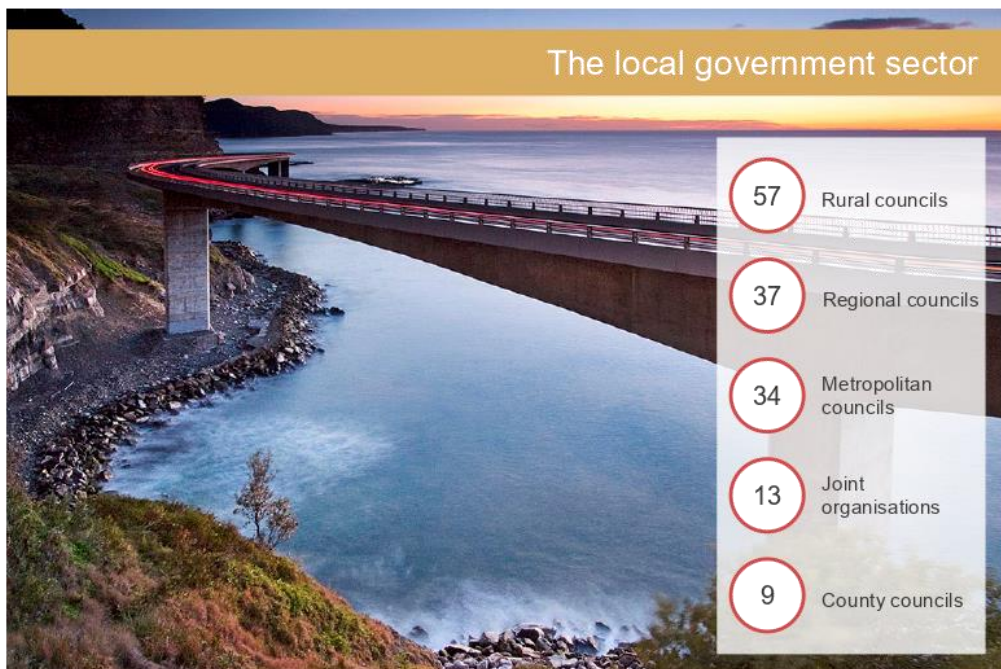 The local government sector
57
Rural councils
37
Regional councils
34
Metropolitan
councils
13
Joint
organisations
9
County councils